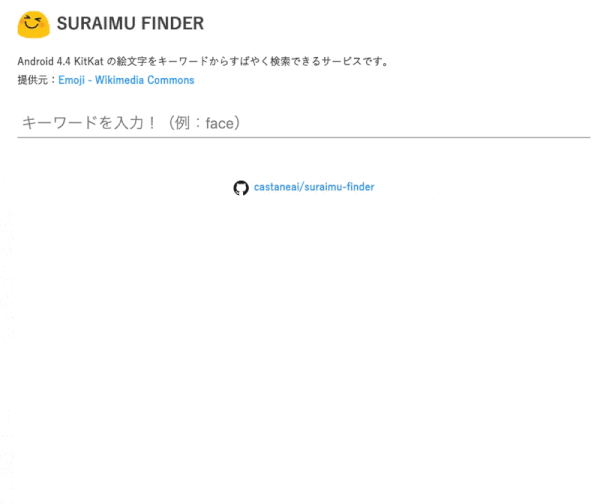 SURAIMU FINDER
Android 4.4 KitKat の絵文字をキーワードからすばやく検索できるサービスです。
提供元：Emoji - Wikimedia Commons
キーワードを入力！（例：face）
castaneai/suraimu-finder